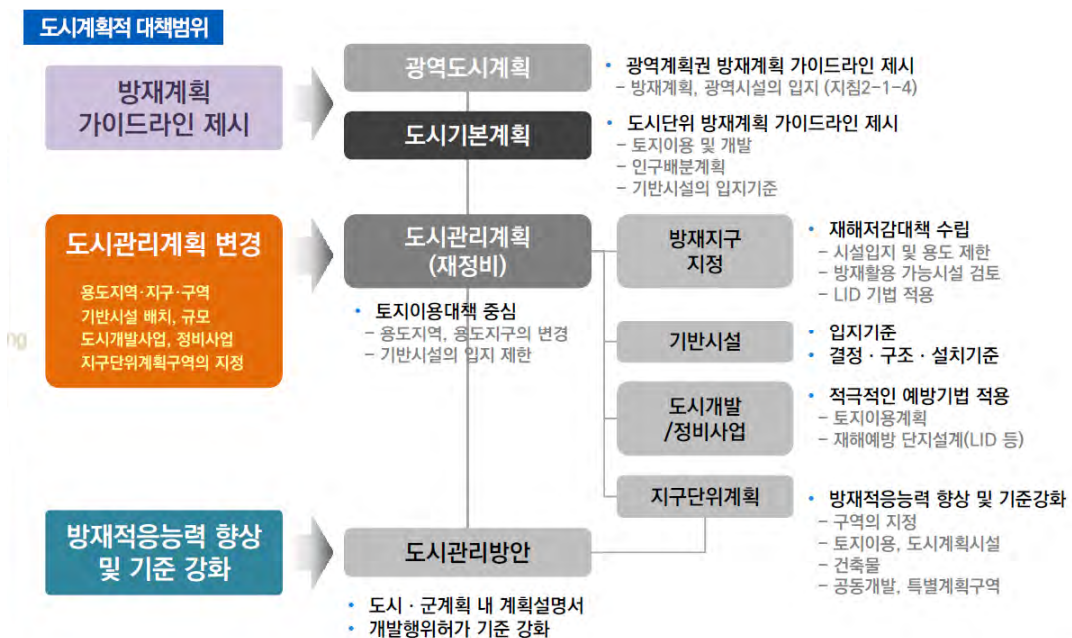 도시계획적 대책범위
방재계획
가이드라인 제시
광역도시계획
• 광역계획권 방재계획 가이드라인 제시
– 방재계획, 광역시설의 입지 (지침2-1-4)
도시기본계획
• 도시단위 방재계획 가이드라인 제시
– 토지이용 및 개발
– 인구배분계획
– 기반시설의 입지기준
도시관리계획 변경
용도지역·지구·구역
기반시설 배치, 규모
도시개발사업, 정비사업
지구단위계획구역의 지정
ng
도시관리계획
(재정비)
• 토지이용대책 중심
– 용도지역, 용도지구의 변경
– 기반시설의 입지 제한
방재지구
지정
• 재해저감대책 수립
– 시설입지 및 용도 제한
– 방재활용 가능시설 검토
– LID 기법 적용
기반시설
• 입지기준
• 결정 · 구조 · 설치기준
도시개발
/정비사업
• 적극적인 예방기법 적용
– 토지이용계획
– 재해예방 단지설계(LID 등)
지구단위계획
• 방재적응능력 향상 및 기준강화
– 구역의 지정
– 토지이용, 도시계획시설
– 건축물
– 공동개발, 특별계획구역
방재적응능력 향상
및 기준 강화
도시관리방안
• 도시 · 군계획 내 계획설명서
• 개발행위허가 기준 강화